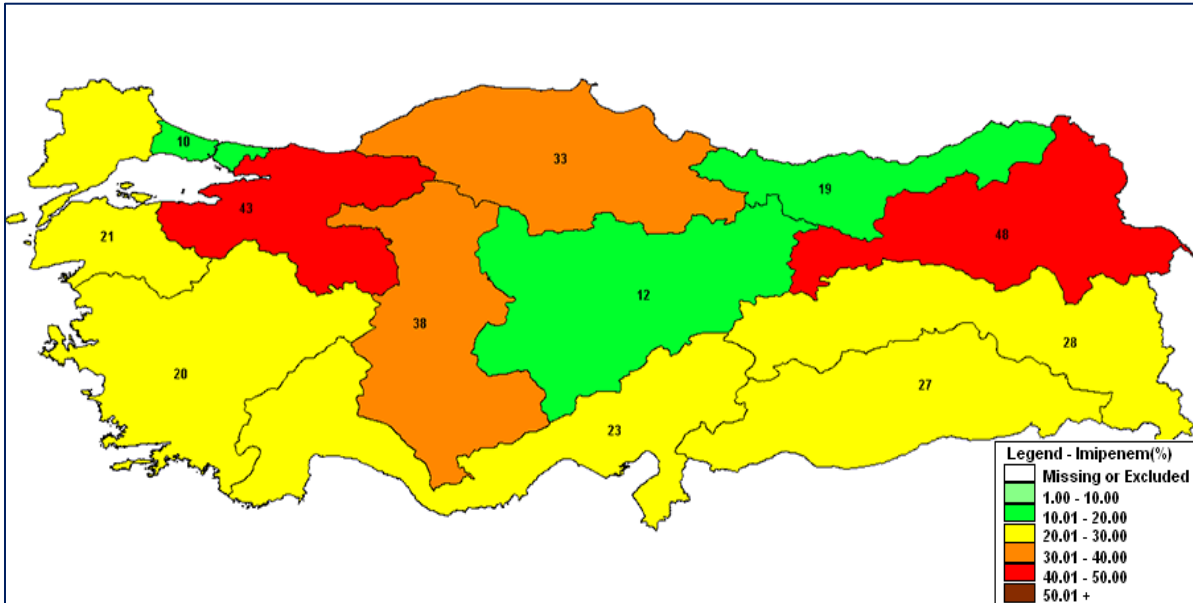 10
33
19
43
48
21
12
38
28
20
27
23
Legend - Imipenem(%)
Missing or Excluded
1.00 - 10.00
10.01 - 20.00
20.01 - 30.00
30.01 - 40.00
40.01 - 50.00
50.01 +